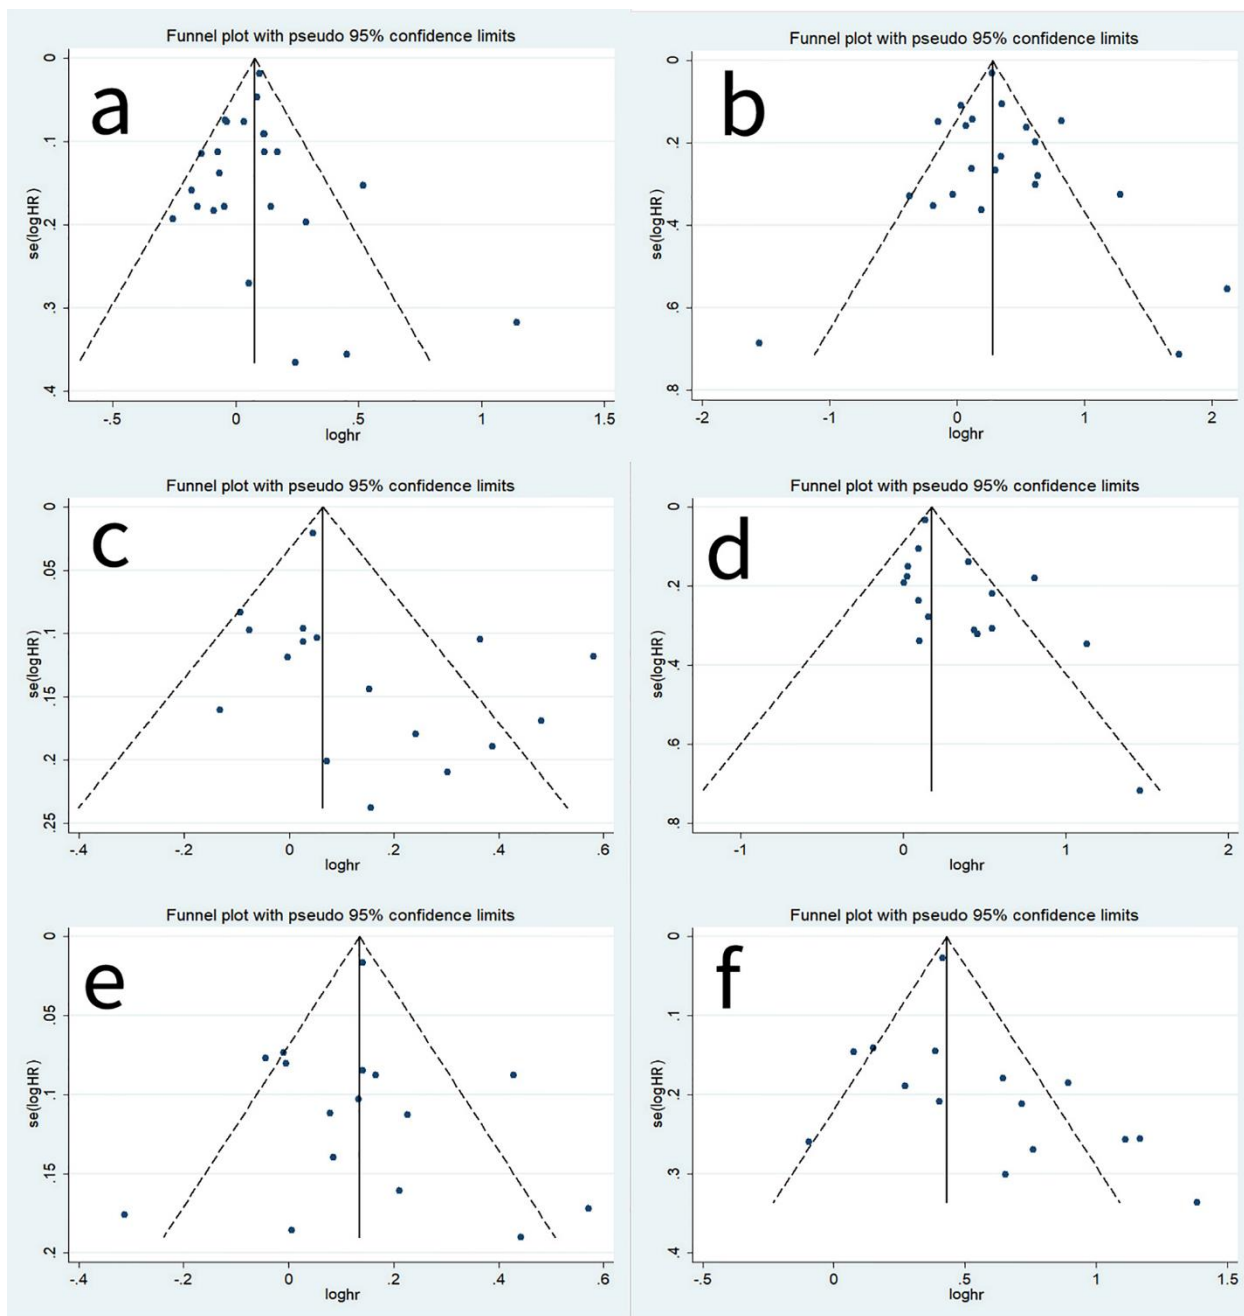 Funnel plot with pseudo 95% confidence limits
a
se(logHR)
0
.1
.2
.3
.4
-.5
0
.5
1
1.5
loghr
Funnel plot with pseudo 95% confidence limits
b
se(logHR)
0
.2
.4
.6
.8
-2
-1
0
1
2
loghr
Funnel plot with pseudo 95% confidence limits
c
se(logHR)
0
.05
.1
.15
.2
.25
-.4
-.2
0
.2
.4
.6
loghr
Funnel plot with pseudo 95% confidence limits
d
se(logHR)
0
.2
.4
.6
.8
-1
0
1
2
loghr
Funnel plot with pseudo 95% confidence limits
e
se(logHR)
0
.05
.1
.15
.2
-.4
-.2
0
.2
.4
.6
loghr
Funnel plot with pseudo 95% confidence limits
f
se(logHR)
0
.1
.2
.3
.4
-.5
0
.5
1
1.5
loghr